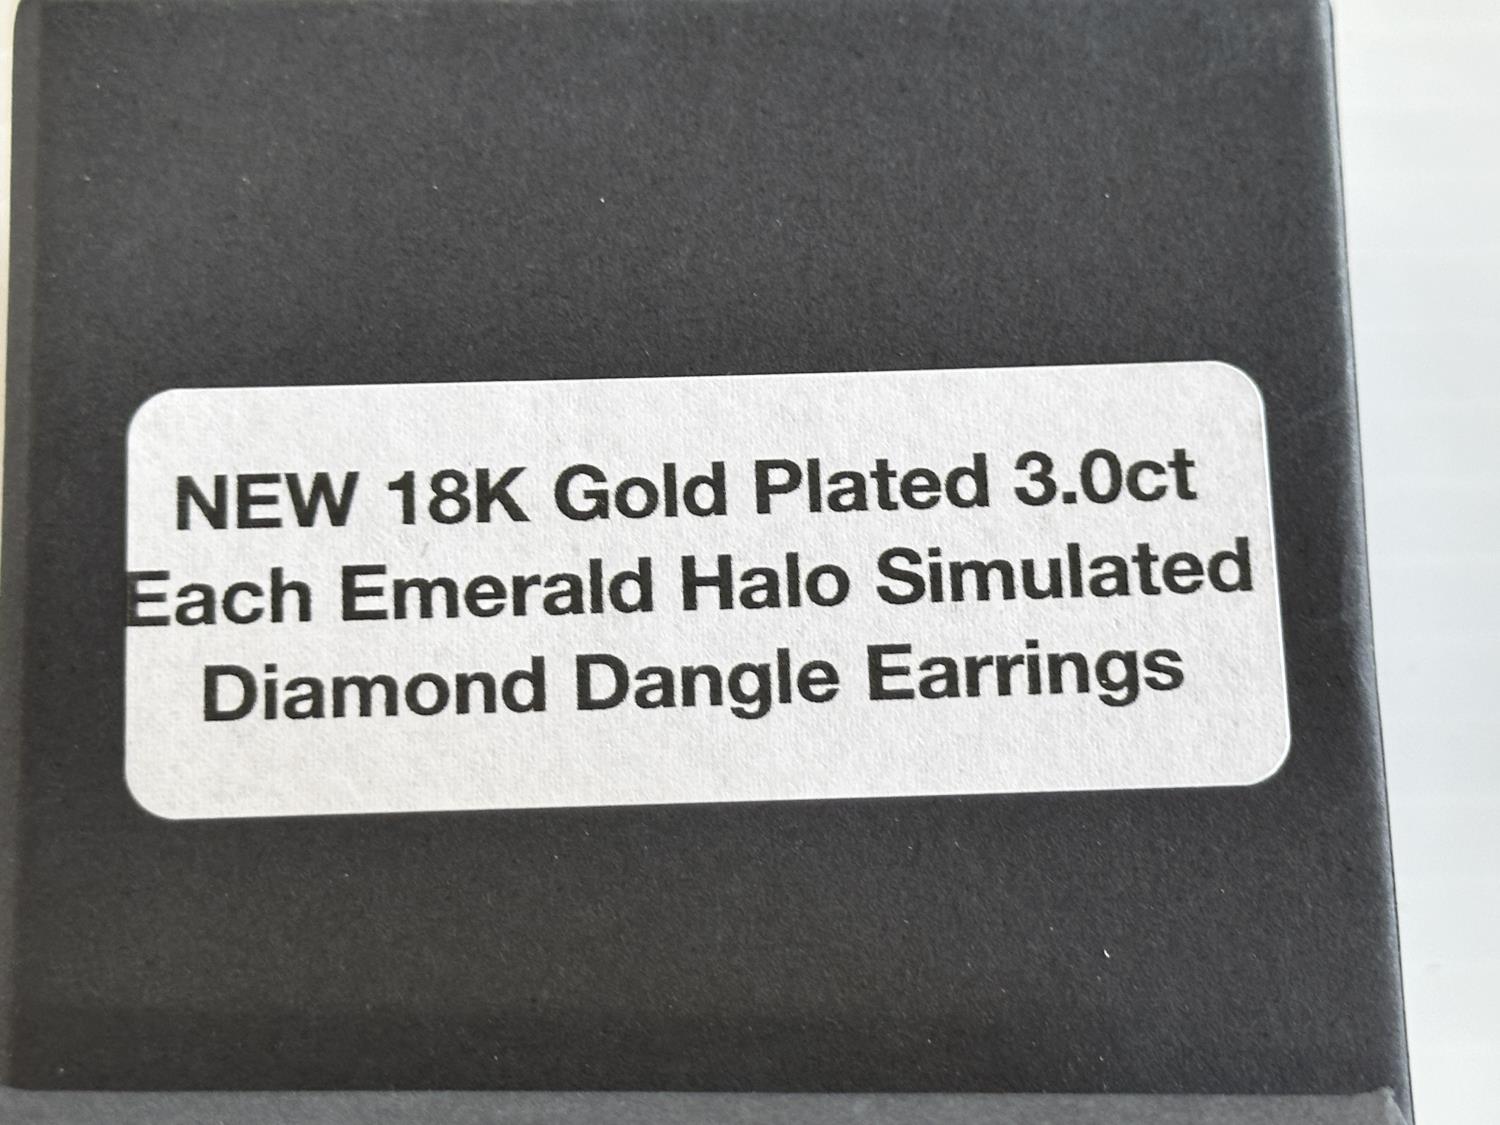 NEW 18K Gold Plated 3.0ct
Each Emerald Halo Simulated
Diamond Dangle Earrings